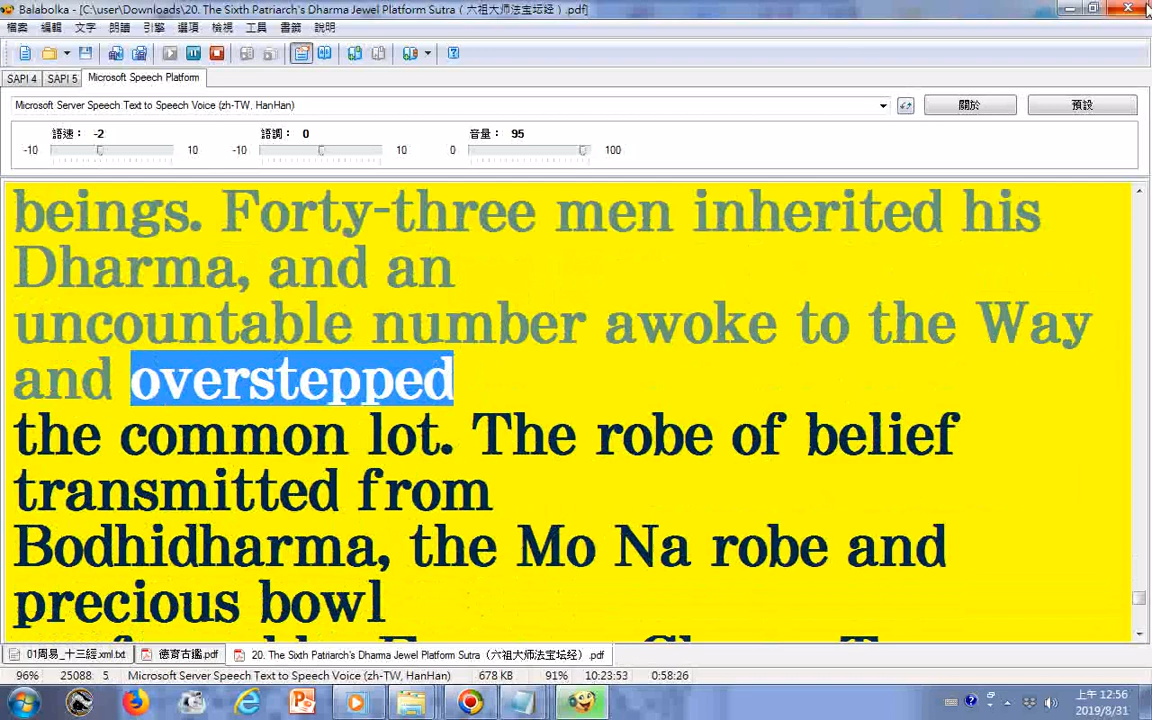 Balabolka - [C:\user\Downloads\20. The Sixth Patriarch's Dharma Jewel Platform Sutra（六祖大师法宝坛经）.pdf]
檔案 編輯 文字 朗讀 引擎 選項 檢視 工具 書籤 說明
SAPI 4 SAPI 5 Microsoft Speech Platform
Microsoft Server Speech Text to Speech Voice (zh-TW, HanHan) 關於 預設
語速： -2 語調： 0 音量： 95
-10 10 -10 10 0 100
beings. Forty-three men inherited his
Dharma, and an
uncountable number awoke to the Way
and overstepped
the common lot. The robe of belief
transmitted from
Bodhidharma, the Mo Na robe and
precious bowl
01周易_十三經.xml.txt 德育古鑑.pdf 20. The Sixth Patriarch's Dharma Jewel Platform Sutra（六祖大师法宝坛经）.pdf
96% 25088 5 Microsoft Server Speech Text to Speech Voice (zh-TW, HanHan) 678 KB 91% 10:23:53 0:58:26
上午 12:56
2019/8/31